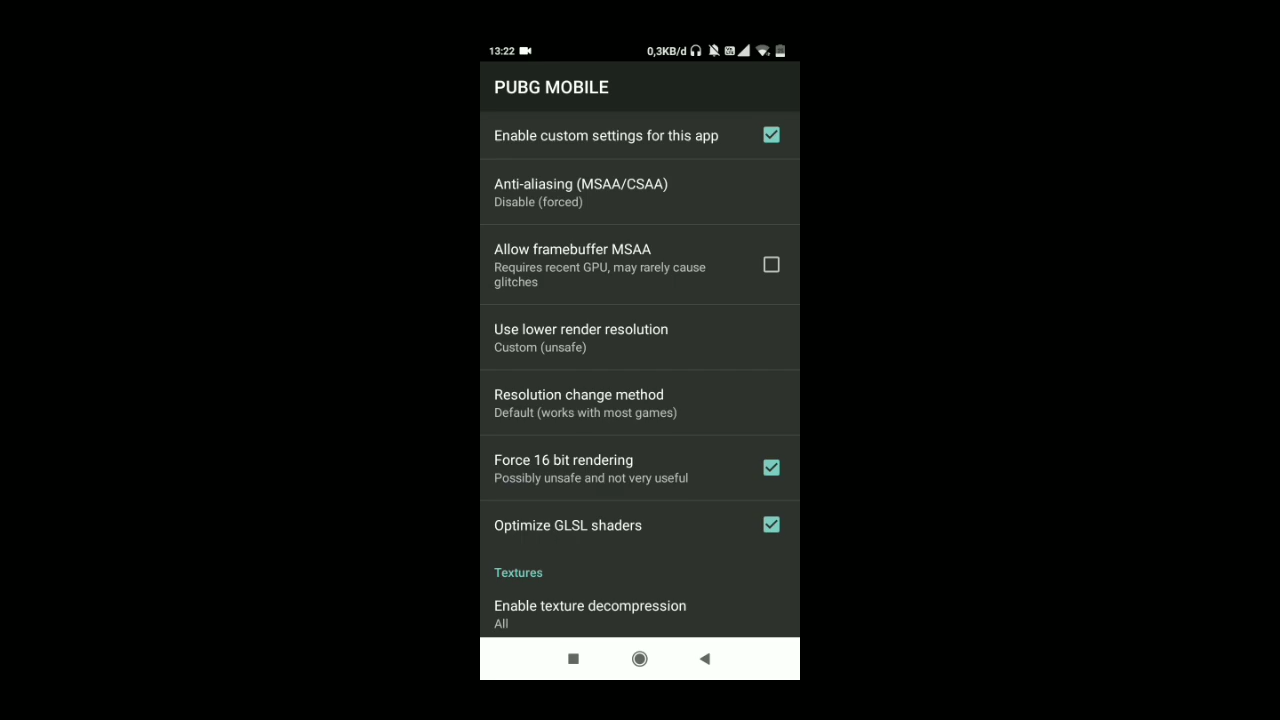 13:22 0,3KB/d
PUBG MOBILE
Enable custom settings for this app
Anti-aliasing (MSAA/CSAA)
Disable (forced)
Allow framebuffer MSAA
Requires recent GPU, may rarely cause
glitches
Use lower render resolution
Custom (unsafe)
Resolution change method
Default (works with most games)
Force 16 bit rendering
Possibly unsafe and not very useful
Optimize GLSL shaders
Textures
Enable texture decompression
All